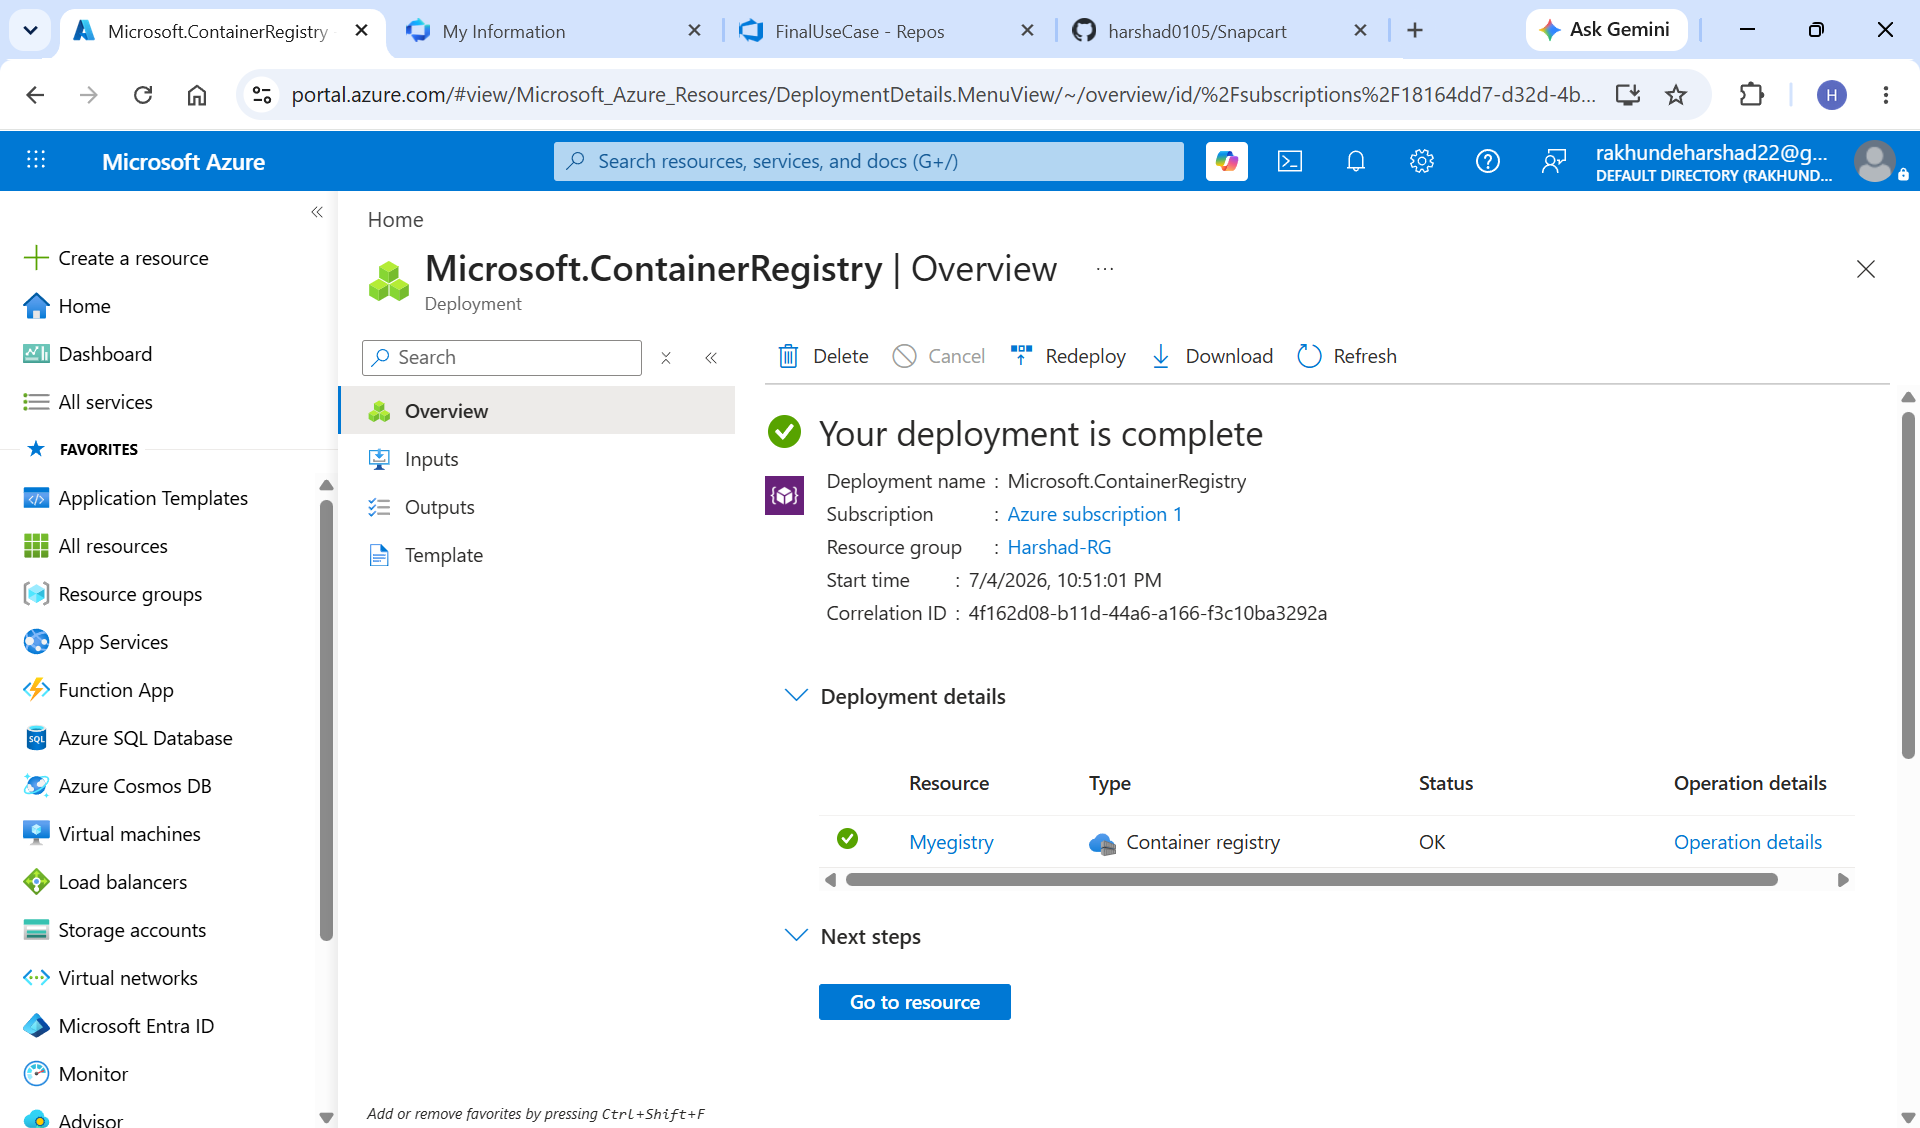 Microsoft.ContainerRegistry
My Information
FinalUseCase - Repos
harshad0105/Snapcart
Ask Gemini
portal.azure.com/#view/Microsoft_Azure_Resources/DeploymentDetails.MenuView/~/overview/id/%2Fsubscriptions%2F18164dd7-d32d-4b...
H
Microsoft Azure
Search resources, services, and docs (G+/)
rakhundeharshad22@g...
DEFAULT DIRECTORY (RAKHUND...
Create a resource
Home
Dashboard
All services
FAVORITES
Application Templates
All resources
Resource groups
App Services
Function App
SQL
Azure SQL Database
Azure Cosmos DB
Virtual machines
Load balancers
Storage accounts
Virtual networks
Microsoft Entra ID
Monitor
Advisor
Home
Microsoft.ContainerRegistry | Overview ...
Deployment
Search
Overview
Inputs
Outputs
Template
Add or remove favorites by pressing Ctrl+Shift+F
Delete
Cancel
Redeploy
Download
Refresh
Your deployment is complete
Deployment name : Microsoft.ContainerRegistry
Subscription : Azure subscription 1
Resource group : Harshad-RG
Start time : 7/4/2026, 10:51:01 PM
Correlation ID : 4f162d08-b11d-44a6-a166-f3c10ba3292a
Deployment details
Resource Type Status Operation details
Myegistry Container registry OK Operation details
Next steps
Go to resource